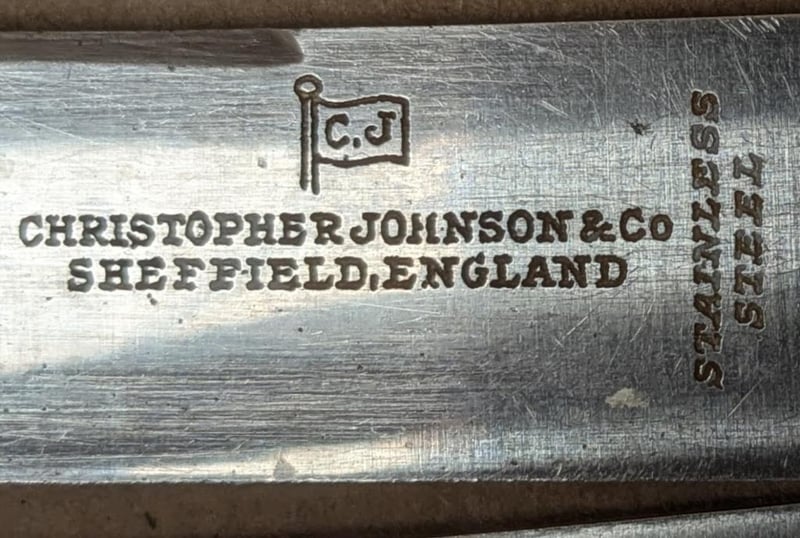 C.J
CHRISTOPHER JOHNSON & Co
SHEFFIELD, ENGLAND
STAINLESS
STEEL